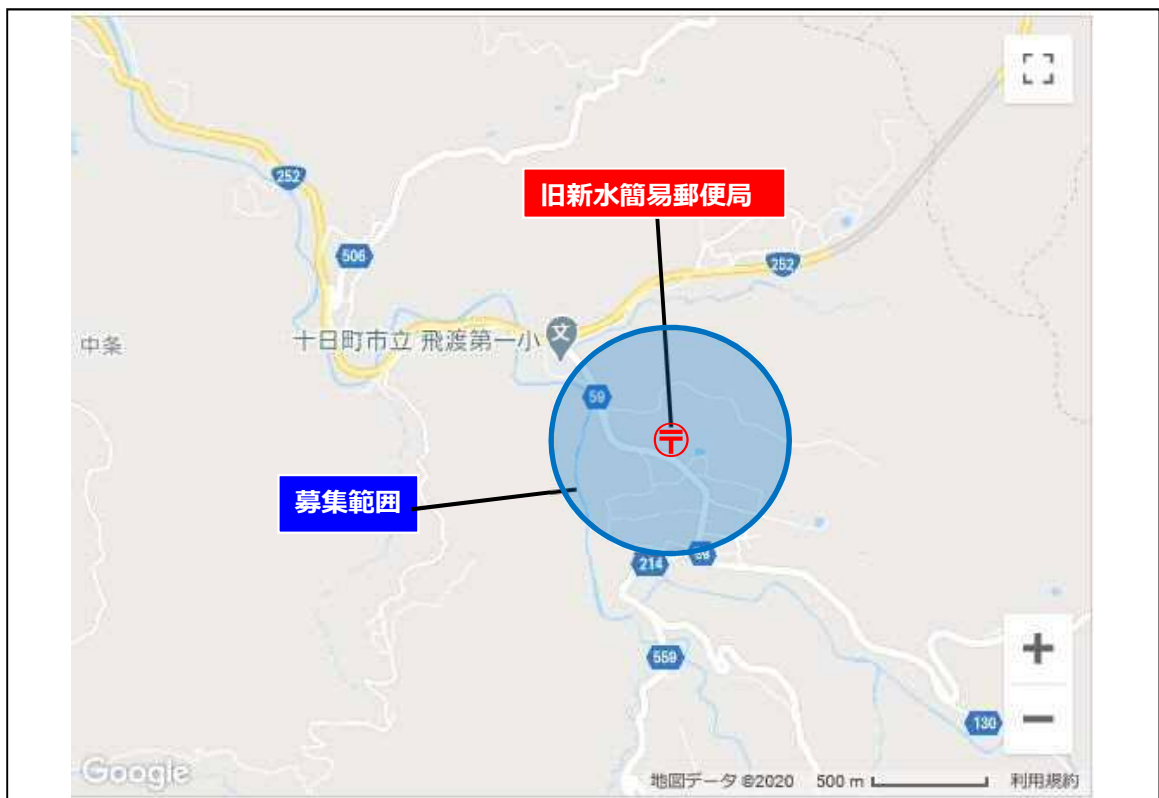 252
旧新水簡易郵便局
506
252
中条
十日町市立 飛渡第一小
文
59
〒
募集範囲
214
59
559
130
Google
地図データ ©2020 500 m 利用規約